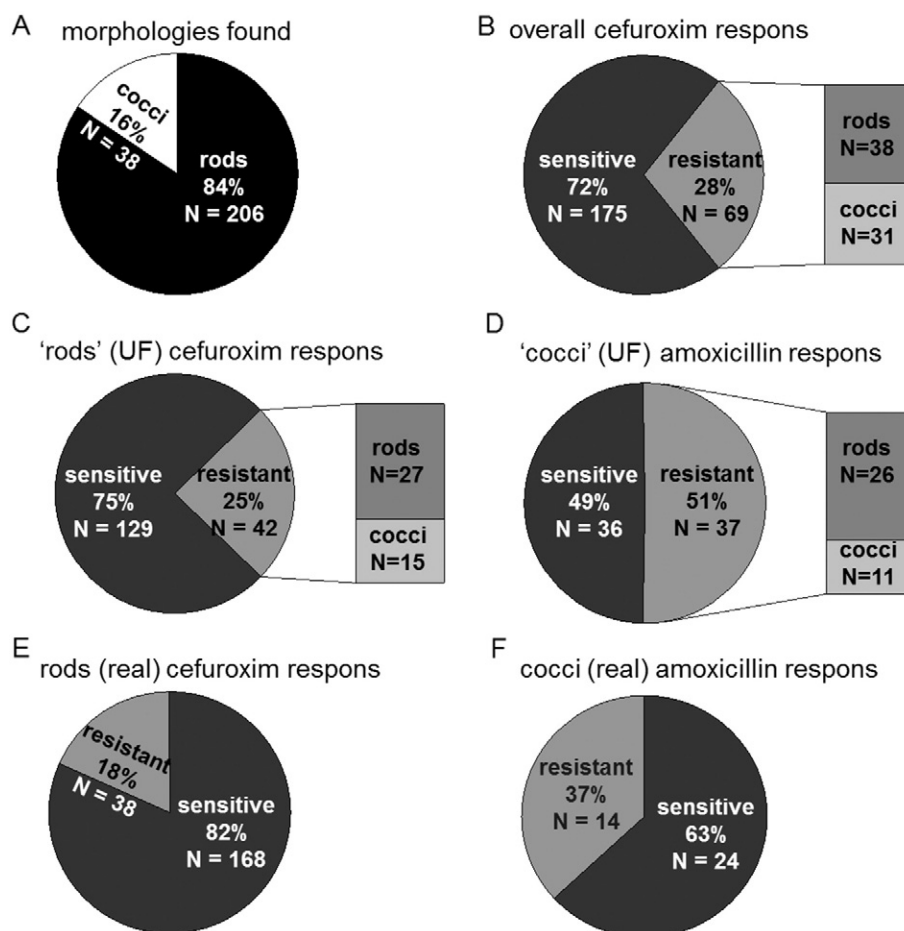 A
morphologies found
cocci
16%
N = 38
rods
84%
N = 206
B
overall cefuroxim respons
sensitive
72%
N = 175
resistant
28%
N = 69
rods
N=38
cocci
N=31
C
'rods' (UF) cefuroxim respons
sensitive
75%
N = 129
resistant
25%
N = 42
rods
N=27
cocci
N=15
D
'cocci' (UF) amoxicillin respons
sensitive
49%
N = 36
resistant
51%
N = 37
rods
N=26
cocci
N=11
E
rods (real) cefuroxim respons
resistant
18%
N = 38
sensitive
82%
N = 168
F
cocci (real) amoxicillin respons
resistant
37%
N = 14
sensitive
63%
N = 24